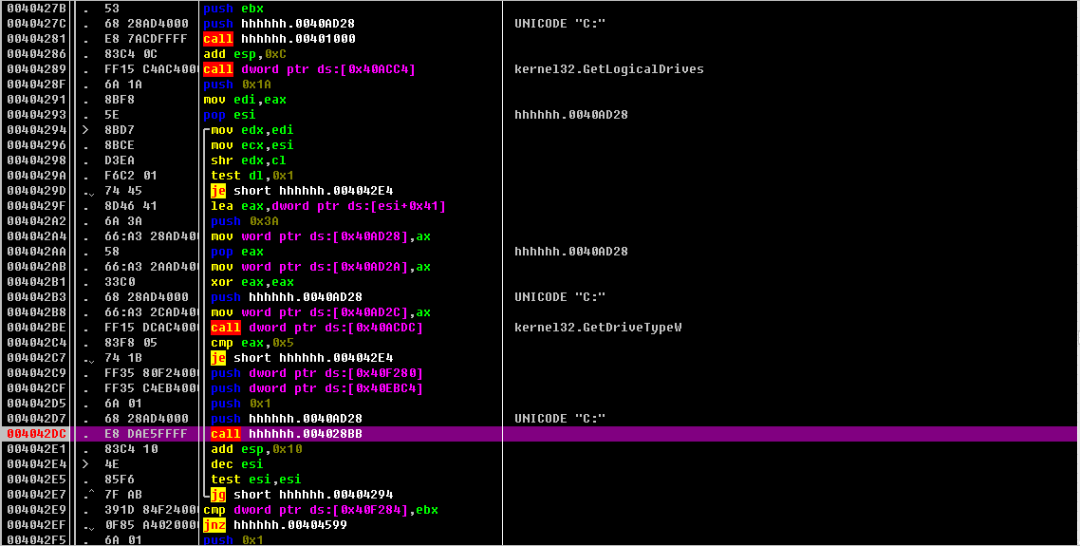 0040427B . 53 push ebx
0040427C . 68 28AD4000 push hhhhhh.0040AD28 UNICODE "C:"
00404281 . E8 7ACDFFFF call hhhhhh.00401000
00404286 . 83C4 0C add esp,0xC
00404289 . FF15 C4AC400 call dword ptr ds:[0x40ACC4] kernel32.GetLogicalDrives
0040428F . 6A 1A push 0x1A
00404291 . 8BF8 mov edi,eax
00404293 . 5E pop esi hhhhhh.0040AD28
00404294 > 8BD7 mov edx,edi
00404296 . 8BCE mov ecx,esi
00404298 . D3EA shr edx,cl
0040429A . F6C2 01 test dl,0x1
0040429D .v 74 45 je short hhhhhh.004042E4
0040429F . 8D46 41 lea eax,dword ptr ds:[esi+0x41]
004042A2 . 6A 3A push 0x3A
004042A4 . 66:A3 28AD40 mov word ptr ds:[0x40AD28],ax
004042AA . 58 pop eax hhhhhh.0040AD28
004042AB . 66:A3 2AAD40 mov word ptr ds:[0x40AD2A],ax
004042B1 . 33C0 xor eax,eax
004042B3 . 68 28AD4000 push hhhhhh.0040AD28 UNICODE "C:"
004042B8 . 66:A3 2CAD40 mov word ptr ds:[0x40AD2C],ax
004042BE . FF15 DCAC400 call dword ptr ds:[0x40ACDC] kernel32.GetDriveTypeW
004042C4 . 83F8 05 cmp eax,0x5
004042C7 .v 74 1B je short hhhhhh.004042E4
004042C9 . FF35 80F2400 push dword ptr ds:[0x40F280]
004042CF . FF35 C4EB400 push dword ptr ds:[0x40EBC4]
004042D5 . 6A 01 push 0x1
004042D7 . 68 28AD4000 push hhhhhh.0040AD28 UNICODE "C:"
004042DC . E8 DAE5FFFF call hhhhhh.004028BB
004042E1 . 83C4 10 add esp,0x10
004042E4 > 4E dec esi
004042E5 . 85F6 test esi,esi
004042E7 .^ 7F AB jg short hhhhhh.00404294
004042E9 . 391D 84F2400 cmp dword ptr ds:[0x40F284],ebx
004042EF .v 0F85 A402000 jnz hhhhhh.00404599
004042F5 . 6A 01 push 0x1